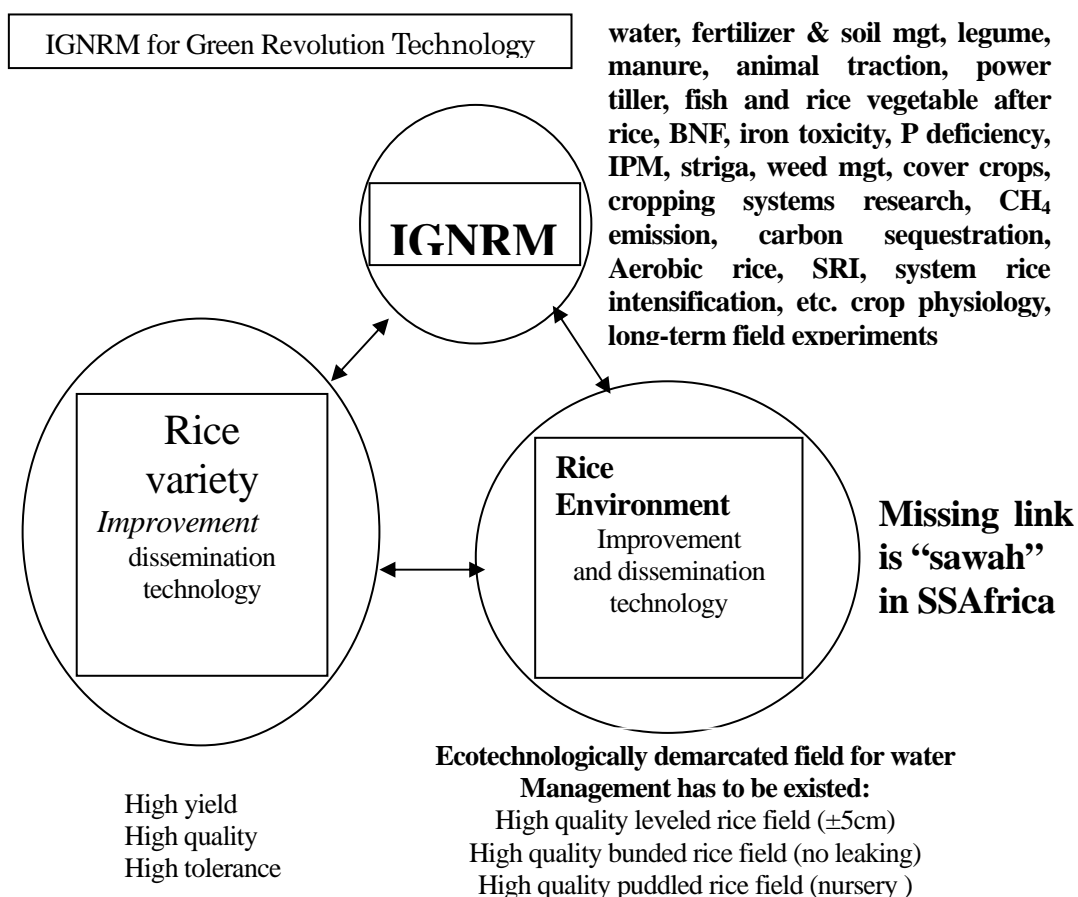 IGNRM for Green Revolution Technology
water, fertilizer & soil mgt, legume,
manure, animal traction, power
tiller, fish and rice vegetable after
rice, BNF, iron toxicity, P deficiency,
IPM, striga, weed mgt, cover crops,
cropping systems research, CH₄
emission, carbon sequestration,
Aerobic rice, SRI, system rice
intensification, etc. crop physiology,
long-term field experiments
IGNRM
Rice
variety
Improvement
dissemination
technology
Rice
Environment
Improvement
and dissemination
technology
Missing link
is “sawah”
in SSAfrica
High yield
High quality
High tolerance
Ecotechnologically demarcated field for water
Management has to be existed:
High quality leveled rice field (±5cm)
High quality bunded rice field (no leaking)
High quality puddled rice field (nursery )